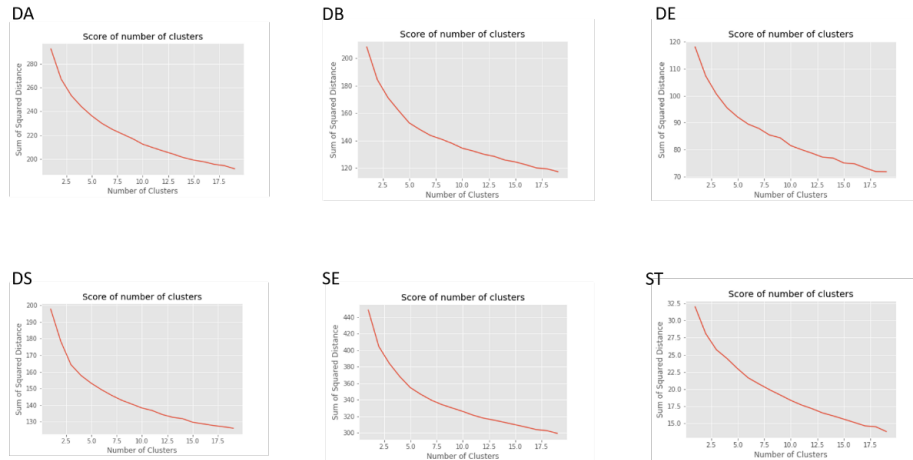 DA
Score of number of clusters
Sum of Squared Distance
280
260
240
220
200
2.5 5.0 7.5 10.0 12.5 15.0 17.5
Number of Clusters
DB
Score of number of clusters
Sum of Squared Distance
200
180
160
140
120
2.5 5.0 7.5 10.0 12.5 15.0 17.5
Number of Clusters
DE
Score of number of clusters
Sum of Squared Distance
120
110
100
90
80
70
2.5 5.0 7.5 10.0 12.5 15.0 17.5
Number of Clusters
DS
Score of number of clusters
Sum of Squared Distance
200
190
180
170
160
150
140
130
2.5 5.0 7.5 10.0 12.5 15.0 17.5
Number of Clusters
SE
Score of number of clusters
Sum of Squared Distance
440
420
400
380
360
340
320
300
2.5 5.0 7.5 10.0 12.5 15.0 17.5
Number of Clusters
ST
Score of number of clusters
Sum of Squared Distance
32.5
30.0
27.5
25.0
22.5
20.0
17.5
15.0
2.5 5.0 7.5 10.0 12.5 15.0 17.5
Number of Clusters